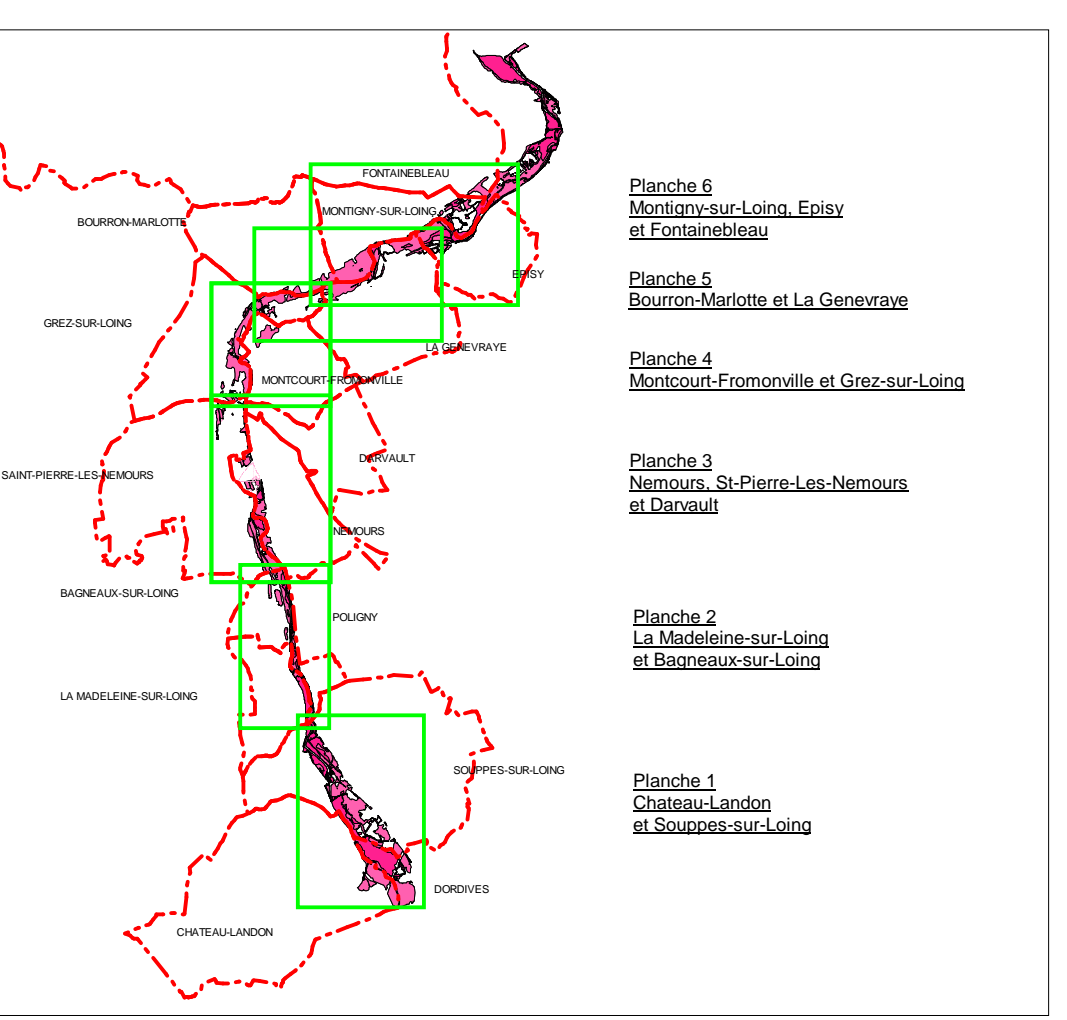 FONTAINEBLEAU
MONTIGNY-SUR-LOING
BOURRON-MARLOTTE
EPISY
GREZ-SUR-LOING
LA GENEVRAYE
MONTCOURT-FROMONVILLE
DARVAULT
SAINT-PIERRE-LES-NEMOURS
NEMOURS
BAGNEAUX-SUR-LOING
POLIGNY
LA MADELEINE-SUR-LOING
SOUPPES-SUR-LOING
DORDIVES
CHATEAU-LANDON
Planche 6
Montigny-sur-Loing, Episy
et Fontainebleau
Planche 5
Bourron-Marlotte et La Genevraye
Planche 4
Montcourt-Fromonville et Grez-sur-Loing
Planche 3
Nemours, St-Pierre-Les-Nemours
et Darvault
Planche 2
La Madeleine-sur-Loing
et Bagneaux-sur-Loing
Planche 1
Chateau-Landon
et Souppes-sur-Loing